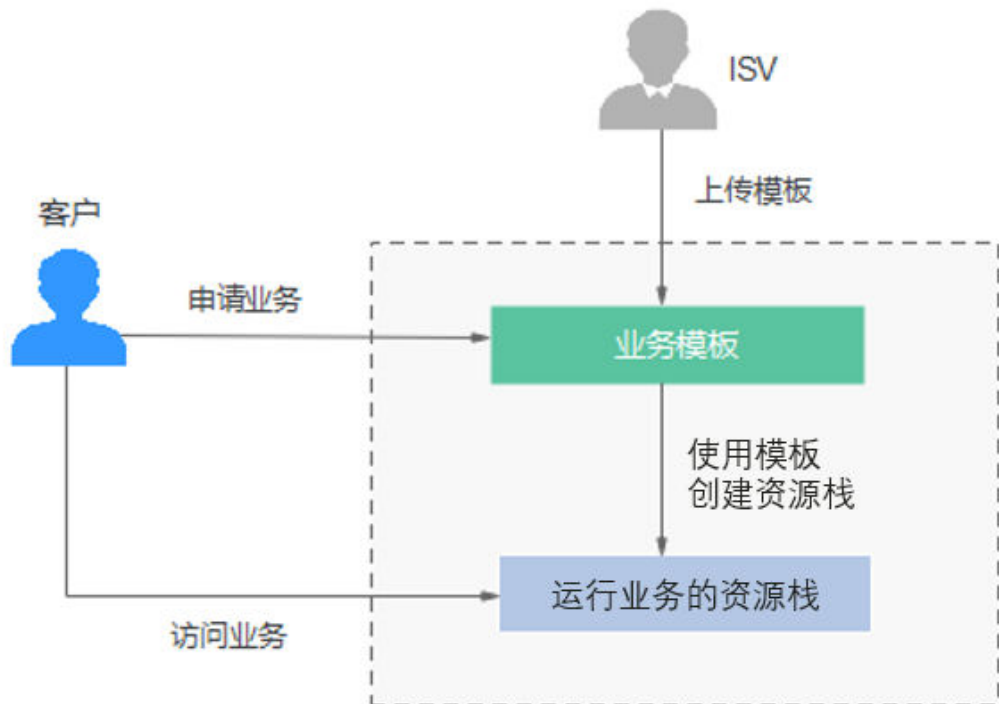 ISV
上传模板
客户
申请业务
业务模板
使用模板
创建资源栈
运行业务的资源栈
访问业务